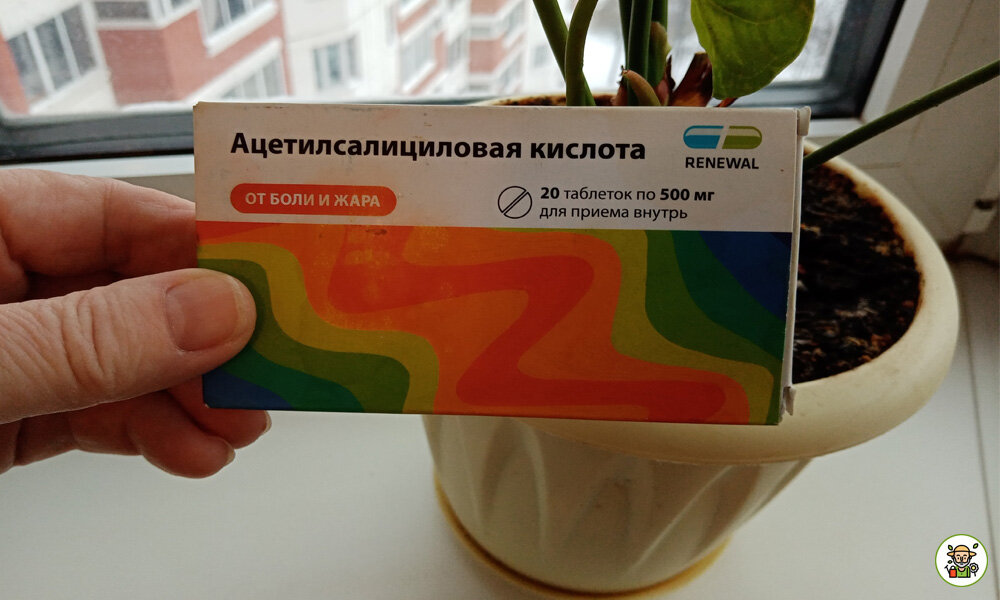 Ацетилсалициловая кислота
RENEWAL
ОТ БОЛИ И ЖАРА
20 таблеток по 500 мг
для приема внутрь